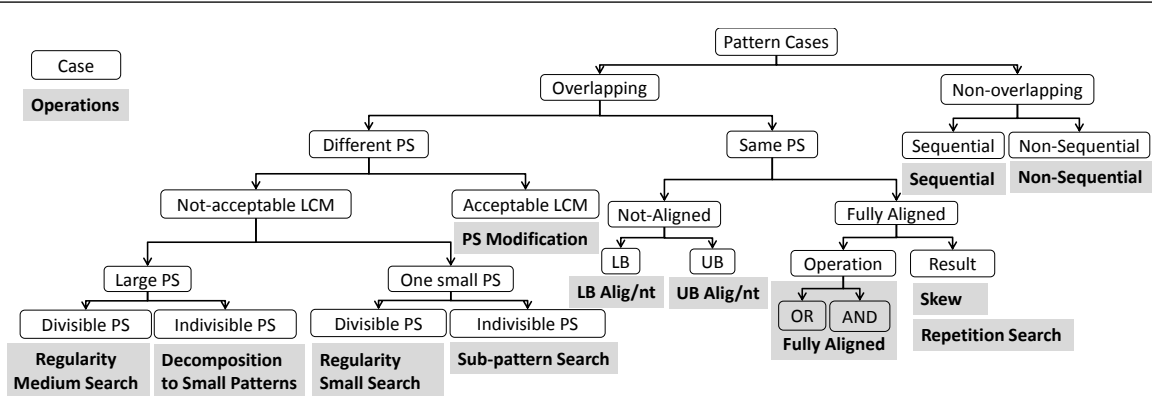 Pattern Cases
Case
Overlapping
Non-overlapping
Operations
Different PS
Same PS
Sequential
Non-Sequential
Sequential
Non-Sequential
Not-acceptable LCM
Acceptable LCM
Not-Aligned
Fully Aligned
PS Modification
LB
UB
Operation
Result
Large PS
One small PS
LB Alig/nt
UB Alig/nt
Skew
Divisible PS
Indivisible PS
Divisible PS
Indivisible PS
OR
AND
Repetition Search
Fully Aligned
Regularity
Medium Search
Decomposition
to Small Patterns
Regularity
Small Search
Sub-pattern Search